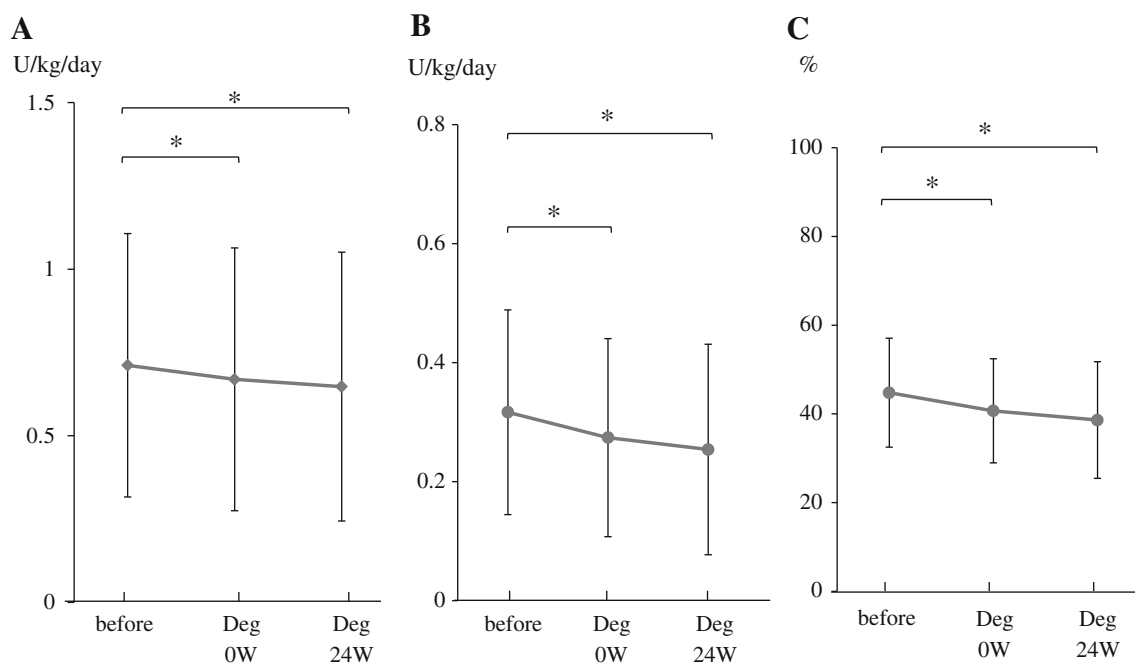 A
U/kg/day
1.5
1
0.5
0
*
*
before
Deg
0W
Deg
24W
B
U/kg/day
0.8
0.6
0.4
0.2
0
*
*
before
Deg
0W
Deg
24W
C
%
100
80
60
40
20
0
*
*
before
Deg
0W
Deg
24W